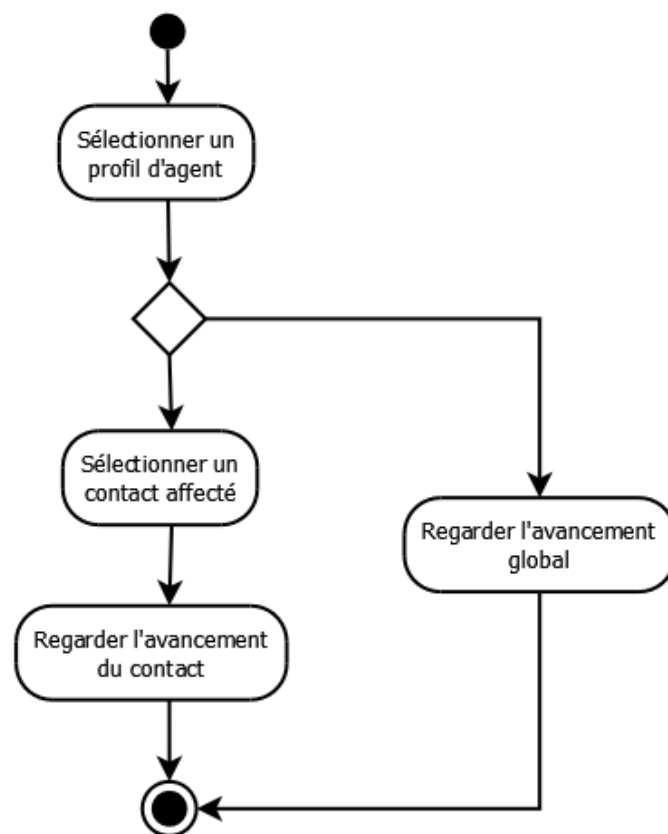 Sélectionner un
profil d'agent
Sélectionner un
contact affecté
Regarder l'avancement
global
Regarder l'avancement
du contact